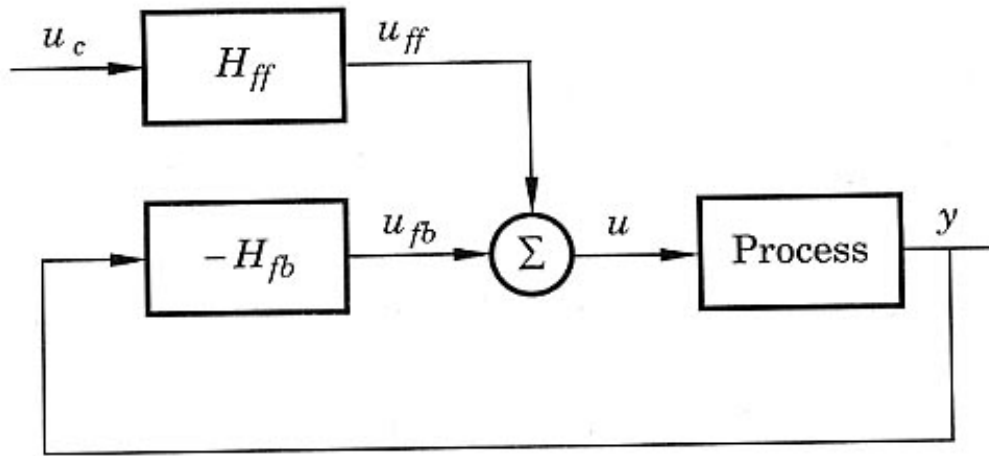 u_c
H_ff
u_ff
-H_fb
u_fb
Σ
u
Process
y